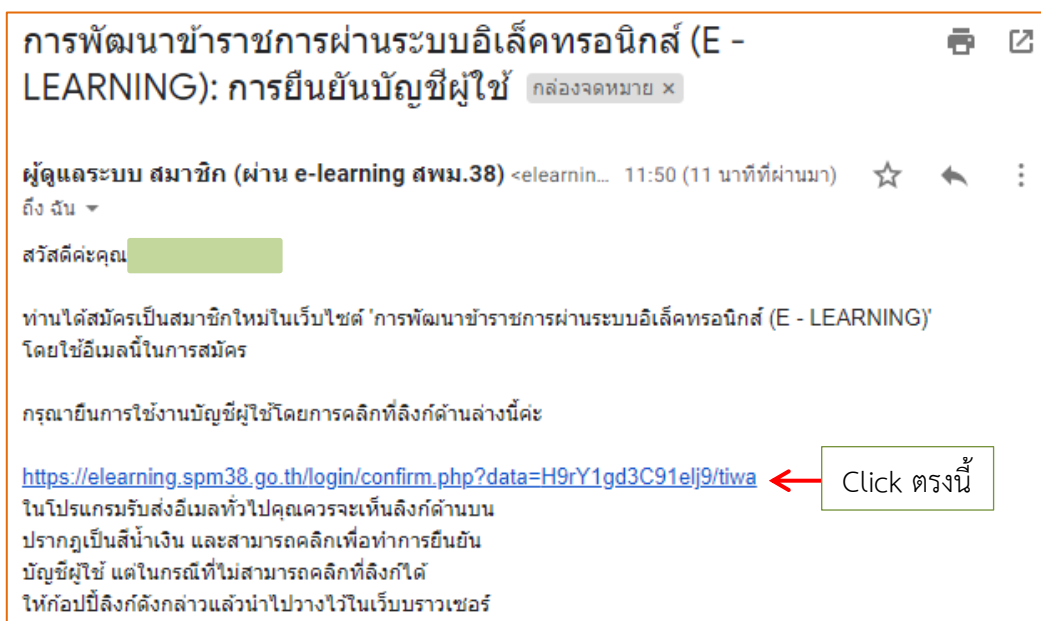 การพัฒนาข้าราชการผ่านระบบอิเล็คทรอนิกส์ (E -
LEARNING): การยืนยันบัญชีผู้ใช้ กล่องจดหมาย ×
ผู้ดูแลระบบ สมาชิก (ผ่าน e-learning สพม.38) <elearnin... 11:50 (11 นาทีที่ผ่านมา)
ถึง ฉัน
สวัสดีค่ะคุณ
ท่านได้สมัครเป็นสมาชิกใหม่ในเว็บไซต์ 'การพัฒนาข้าราชการผ่านระบบอิเล็คทรอนิกส์ (E - LEARNING)'
โดยใช้อีเมลนี้ในการสมัคร
กรุณายืนการใช้งานบัญชีผู้ใช้โดยการคลิกที่ลิงก์ด้านล่างนี้ค่ะ
https://elearning.spm38.go.th/login/confirm.php?data=H9rY1gd3C91elj9/tiwa Click ตรงนี้
ในโปรแกรมรับส่งอีเมลทั่วไปคุณควรจะเห็นลิงก์ด้านบน
ปรากฎเป็นสีน้ำเงิน และสามารถคลิกเพื่อทำการยืนยัน
บัญชีผู้ใช้ แต่ในกรณีที่ไม่สามารถคลิกที่ลิงก์ได้
ให้ก้อปปี้ลิงก์ดังกล่าวแล้วนำไปวางไว้ในเว็บบราวเซอร์